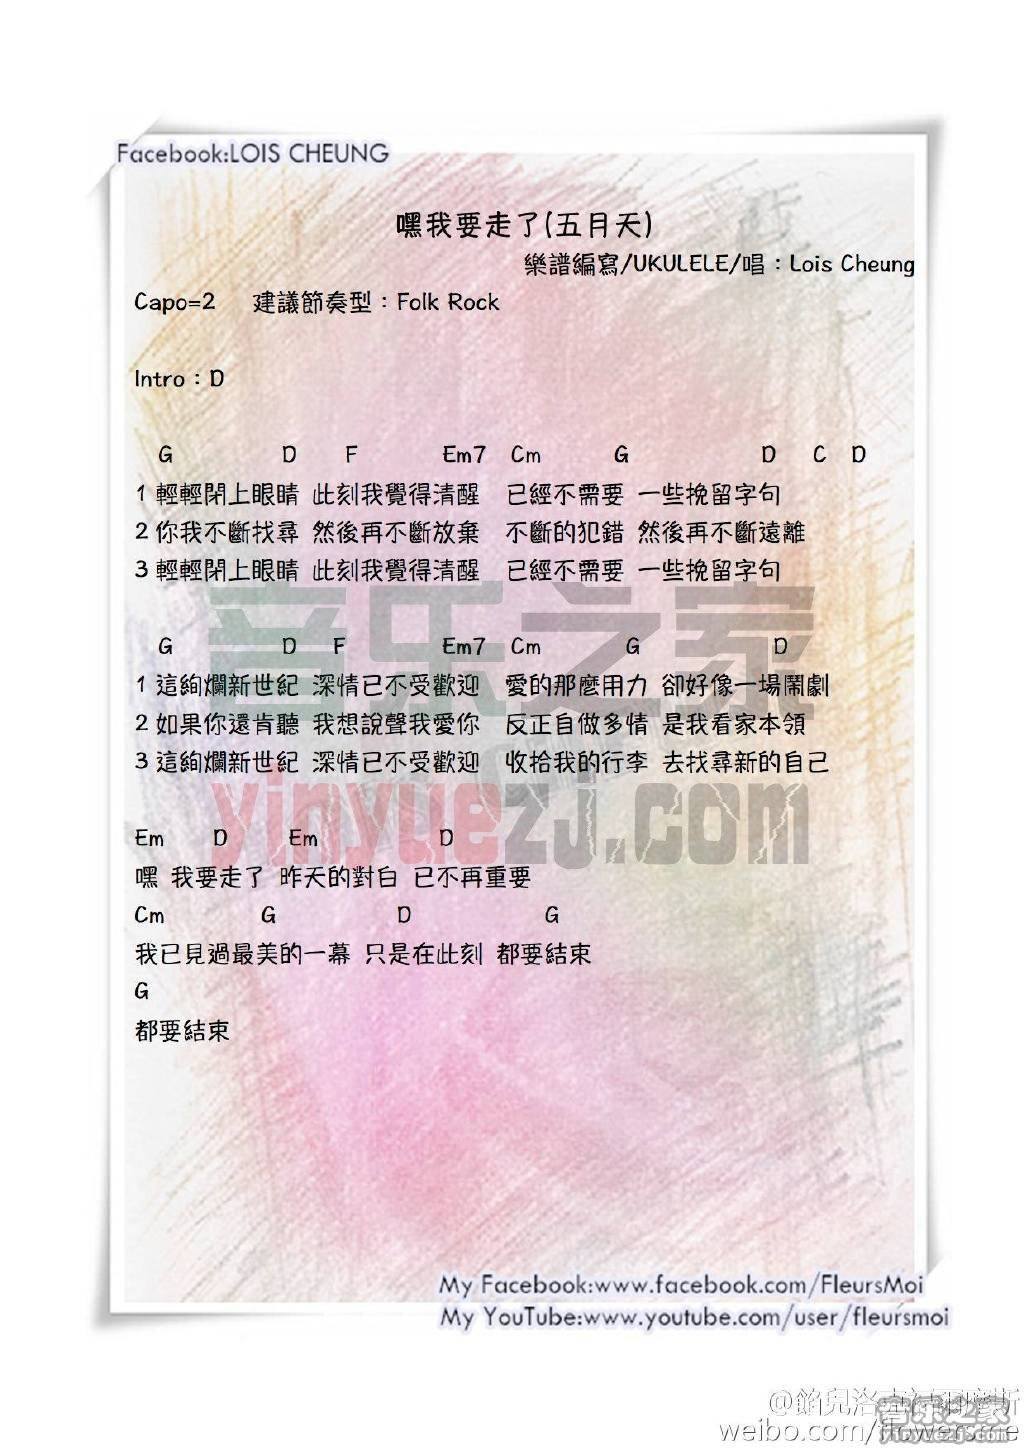 Facebook:LOIS CHEUNG
嘿我要走了(五月天)
樂譜編寫/UKULELE/唱：Lois Cheung
Capo=2 建議節奏型：Folk Rock
Intro：D
G D F Em7 Cm G D C D
1 輕輕閉上眼睛 此刻我覺得清醒 已經不需要 一些挽留字句
2 你我不斷找尋 然後再不斷放棄 不斷的犯錯 然後再不斷遠離
3 輕輕閉上眼睛 此刻我覺得清醒 已經不需要 一些挽留字句
音乐之家
G D F Em7 Cm G D
1 這絢爛新世紀 深情已不受歡迎 愛的那麼用力 卻好像一場鬧劇
2 如果你還肯聽 我想說聲我愛你 反正自做多情 是我看家本領
3 這絢爛新世紀 深情已不受歡迎 收拾我的行李 去找尋新的自己
yinyuezj.com
Em D Em D
嘿 我要走了 昨天的對白 已不再重要
Cm G D G
我已見過最美的一幕 只是在此刻 都要結束
G
都要結束
My Facebook:www.facebook.com/FleursMoi
My YouTube:www.youtube.com/user/fleursmoi
@餡兒洛
音乐之家
weibo.com/flowersme
yinyuezj.com